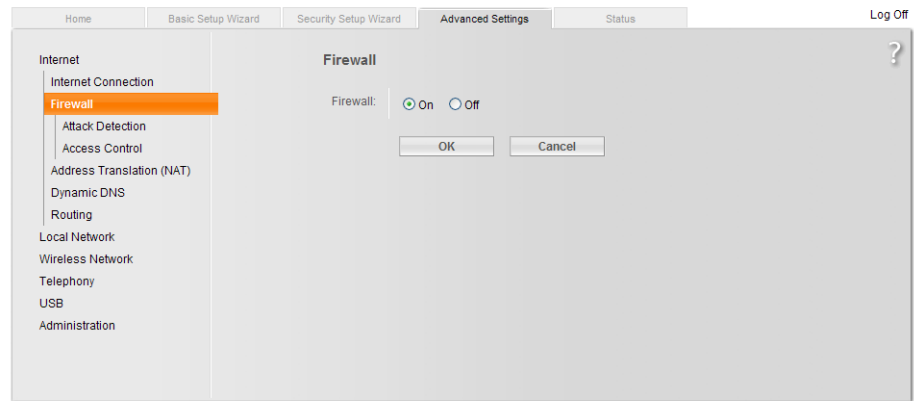 Home Basic Setup Wizard Security Setup Wizard Advanced Settings Status Log Off
?
Internet
Internet Connection
Firewall
Attack Detection
Access Control
Address Translation (NAT)
Dynamic DNS
Routing
Local Network
Wireless Network
Telephony
USB
Administration
Firewall
Firewall: On Off
OK Cancel